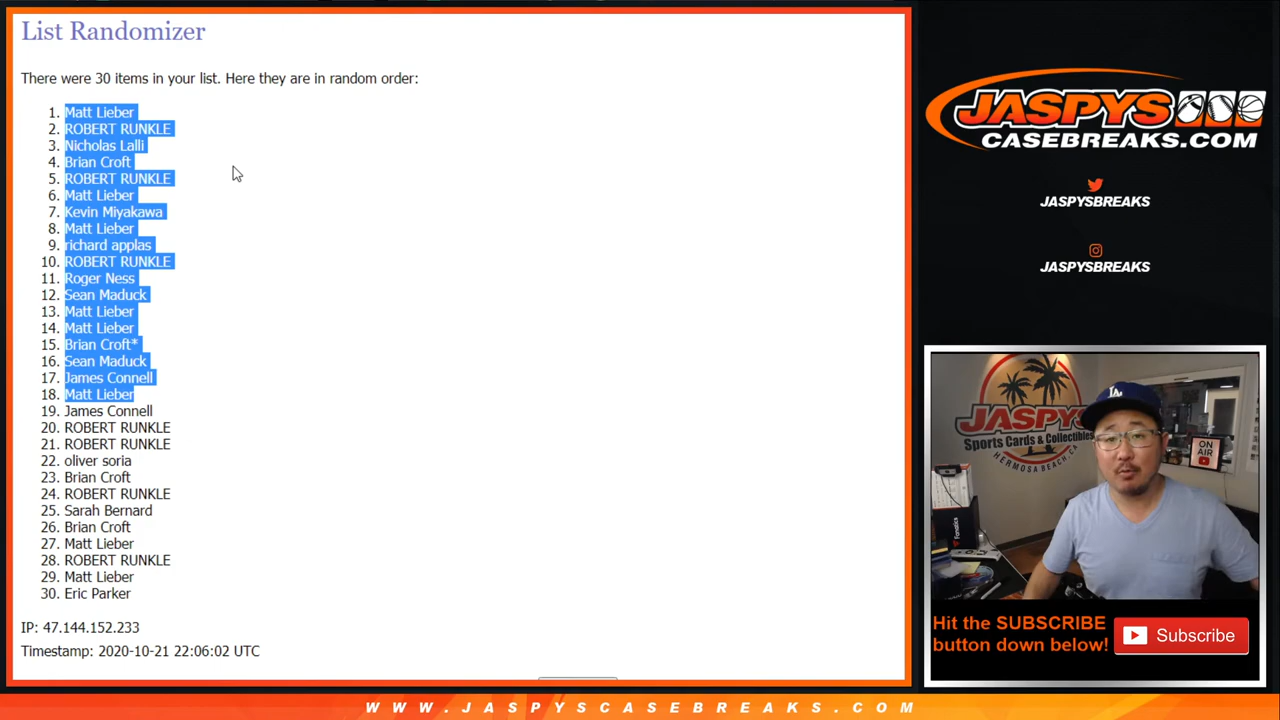 List Randomizer
There were 30 items in your list. Here they are in random order:
1. Matt Lieber
2. ROBERT RUNKLE
3. Nicholas Lalli
4. Brian Croft
5. ROBERT RUNKLE
6. Matt Lieber
7. Kevin Miyakawa
8. Matt Lieber
9. richard applas
10. ROBERT RUNKLE
11. Roger Ness
12. Sean Maduck
13. Matt Lieber
14. Matt Lieber
15. Brian Croft*
16. Sean Maduck
17. James Connell
18. Matt Lieber
19. James Connell
20. ROBERT RUNKLE
21. ROBERT RUNKLE
22. oliver soria
23. Brian Croft
24. ROBERT RUNKLE
25. Sarah Bernard
26. Brian Croft
27. Matt Lieber
28. ROBERT RUNKLE
29. Matt Lieber
30. Eric Parker
IP: 47.144.152.233
Timestamp: 2020-10-21 22:06:02 UTC
JASPYS
CASEBREAKS.COM
JASPYSBREAKS
JASPYSBREAKS
JASPYS
Sports Cards & Collectibles
HERMOSA BEACH, CA
ON
AIR
Fanatics
LA
Hit the SUBSCRIBE
button down below!
Subscribe
WWW.JASPYSCASEBREAKS.COM